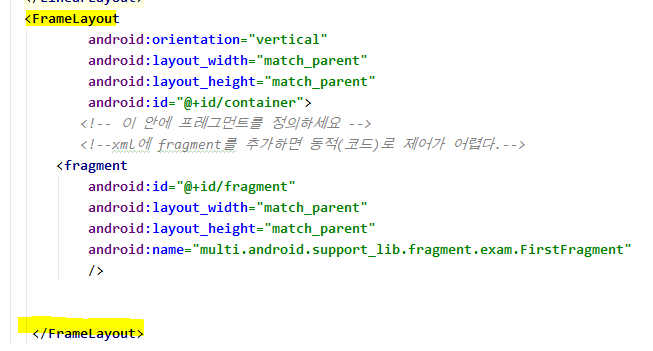 </LinearLayout>
<FrameLayout
android:orientation="vertical"
android:layout_width="match_parent"
android:layout_height="match_parent"
android:id="@+id/container">
<!-- 이 안에 프레그먼트를 정의하세요 -->
<!--xml에 fragment를 추가하면 동적(코드)로 제어가 어렵다.-->
<fragment
android:id="@+id/fragment"
android:layout_width="match_parent"
android:layout_height="match_parent"
android:name="multi.android.support_lib.fragment.exam.FirstFragment"
/>
</FrameLayout>